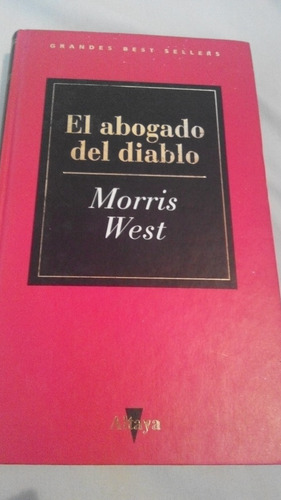 GRANDES BEST SELLERS
El abogado
del diablo
Morris
West
Altaya